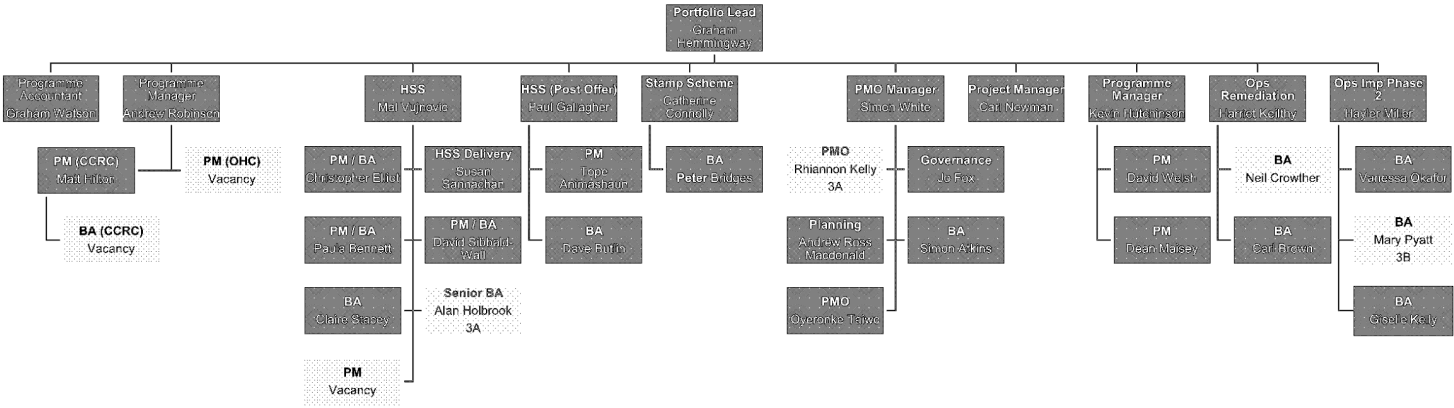 Portfolio Lead
Graham
Hemmingway
Programme
Accountant
Graham Watson
Programme
Manager
Andrew Robinson
HSS
Mal Vujnovic
HSS (Post Offer)
Paul Gallagher
Stamp Scheme
Catherine
Connolly
PMO Manager
Simon White
Project Manager
Carl Newman
Programme
Manager
Kevin Hutchinson
Ops
Remediation
Harriet Keilthy
Ops Imp Phase
2
Hayler Miller
PM (CCRC)
Matt Hilton
PM (OHC)
Vacancy
BA (CCRC)
Vacancy
PM / BA
Christopher Elliot
HSS Delivery
Susan
Sannachan
PM / BA
Paula Bennett
PM / BA
David Sibbald-
Wall
BA
Claire Stacey
Senior BA
Alan Holbrook
3A
PM
Vacancy
PM
Tope
Animashaun
BA
Dave Butlin
BA
Peter Bridges
PMO
Rhiannon Kelly
3A
Governance
Ju Fox
Planning
Andrew Ross
Macdonald
BA
Simon Atkins
PMO
Oyeronke Taiwo
PM
David Welsh
PM
Dean Maisey
BA
Neil Crowther
BA
Carl Brown
BA
Vanessa Okafor
BA
Mary Pyatt
3B
BA
Giselle Kelly